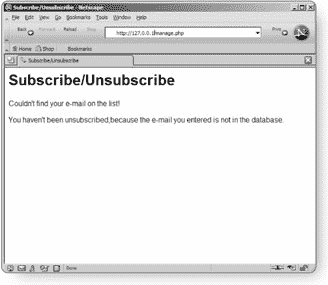 Subscribe/Unsubscribe - Netscape
File Edit View Go Bookmarks Tools Window Help
Back Forward Reload Stop http://127.0.0.1/manage.php Print
Home Shop Bookmarks
Subscribe/Unsubscribe
Subscribe/Unsubscribe
Couldn't find your e-mail on the list!
You haven't been unsubscribed,because the e-mail you entered is not in the database.
Done